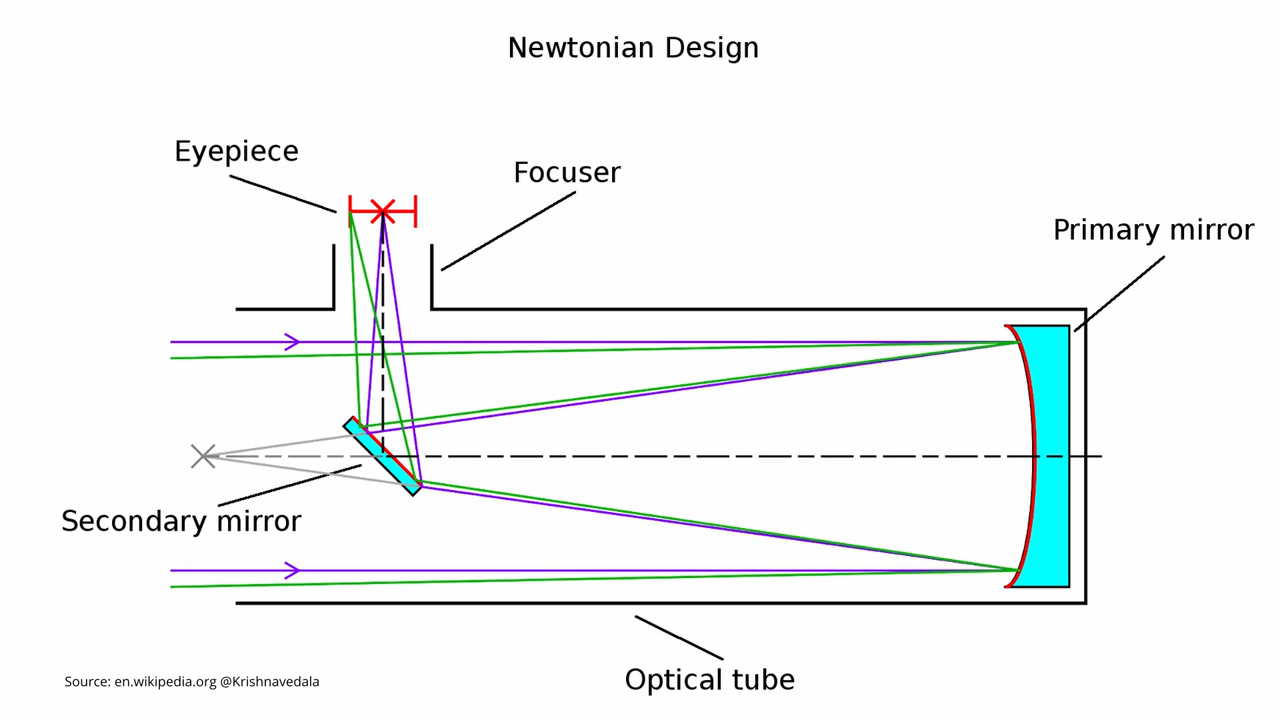 Newtonian Design
Eyepiece
Focuser
Primary mirror
Secondary mirror
Optical tube
Source: en.wikipedia.org @Krishnavedala